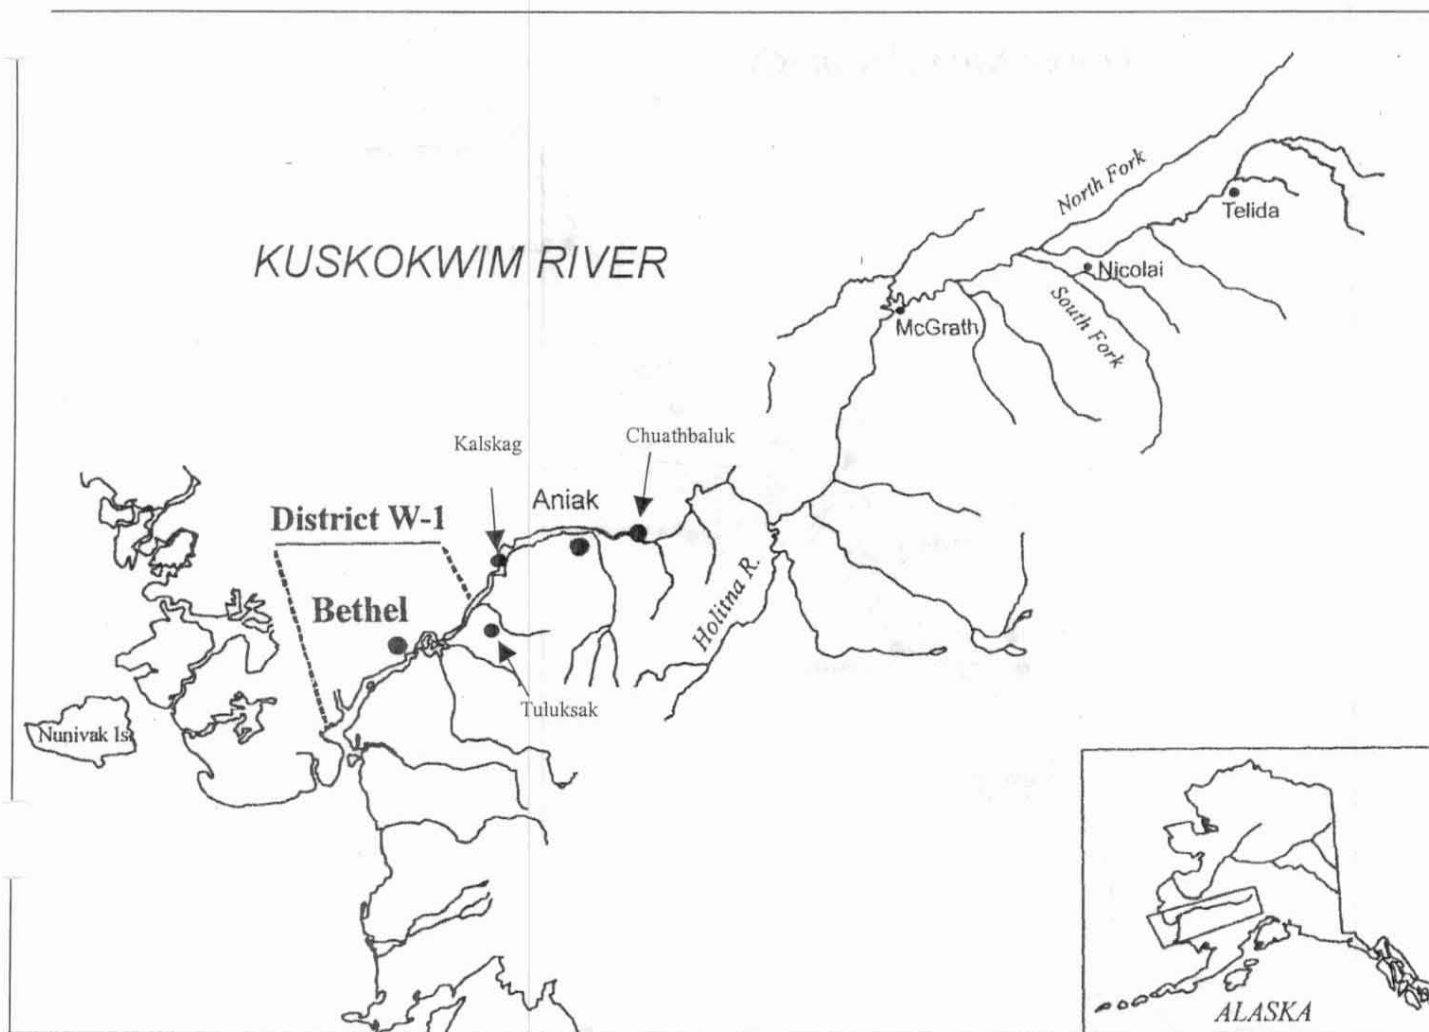 North Fork
Telida
KUSKOKWIM RIVER
Nicolai
South Fork
McGrath
Chuathbaluk
Kalskag
Aniak
District W-1
Holitna R.
Bethel
Tuluksak
Nunivak Is.
ALASKA